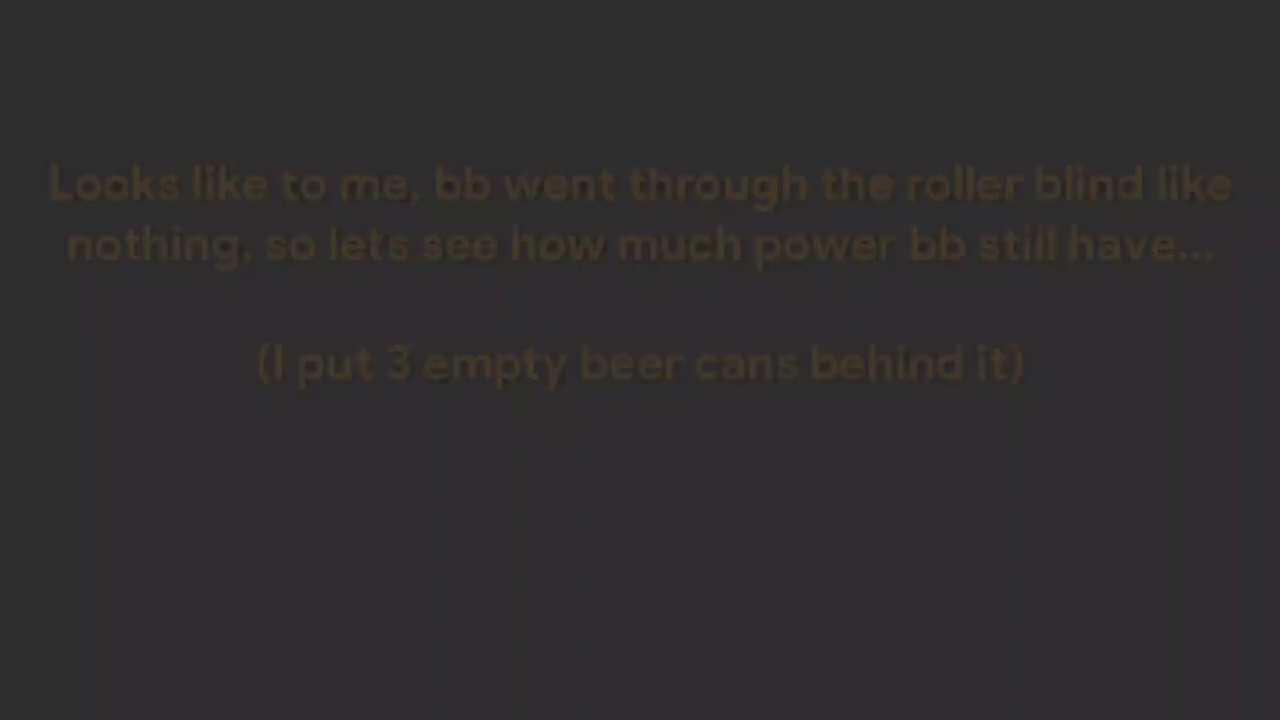 Looks like to me, bb went through the roller blind like
nothing, so lets see how much power bb still have...
(I put 3 empty beer cans behind it)